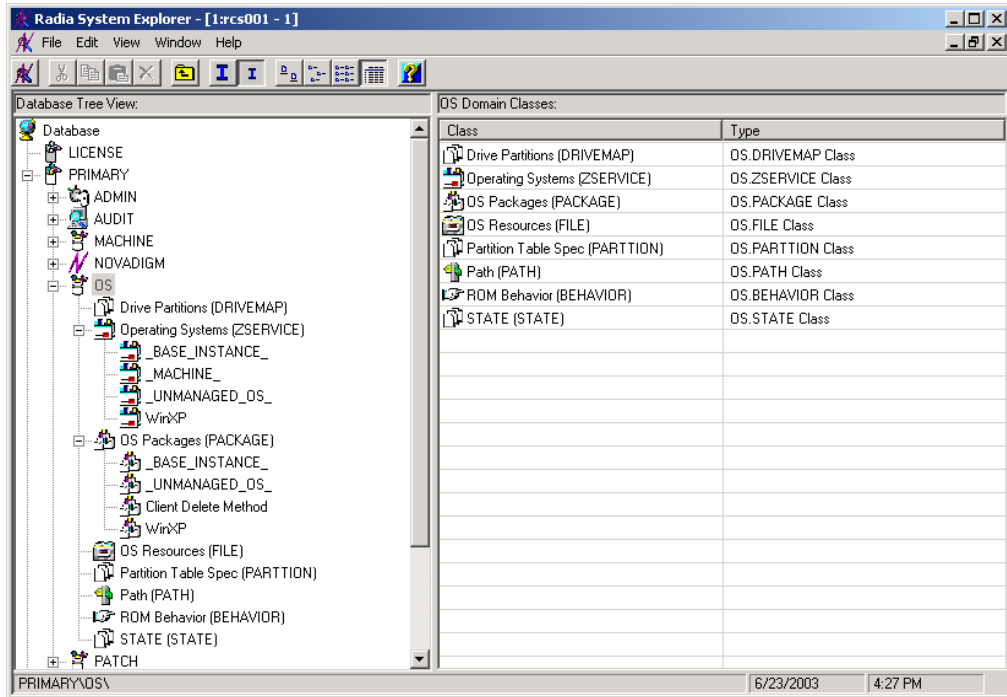 Radia System Explorer - [1:rcs001 - 1]
File Edit View Window Help
Database Tree View:
Database
LICENSE
PRIMARY
ADMIN
AUDIT
MACHINE
NOVADIGM
OS
Drive Partitions (DRIVEMAP)
Operating Systems (ZSERVICE)
_BASE_INSTANCE_
_MACHINE_
_UNMANAGED_OS_
WinXP
OS Packages (PACKAGE)
_BASE_INSTANCE_
_UNMANAGED_OS_
Client Delete Method
WinXP
OS Resources (FILE)
Partition Table Spec (PARTTION)
Path (PATH)
ROM Behavior (BEHAVIOR)
STATE (STATE)
PATCH
OS Domain Classes:
Class Type
Drive Partitions (DRIVEMAP) OS.DRIVEMAP Class
Operating Systems (ZSERVICE) OS.ZSERVICE Class
OS Packages (PACKAGE) OS.PACKAGE Class
OS Resources (FILE) OS.FILE Class
Partition Table Spec (PARTTION) OS.PARTTION Class
Path (PATH) OS.PATH Class
ROM Behavior (BEHAVIOR) OS.BEHAVIOR Class
STATE (STATE) OS.STATE Class
PRIMARY\OS\ 6/23/2003 4:27 PM